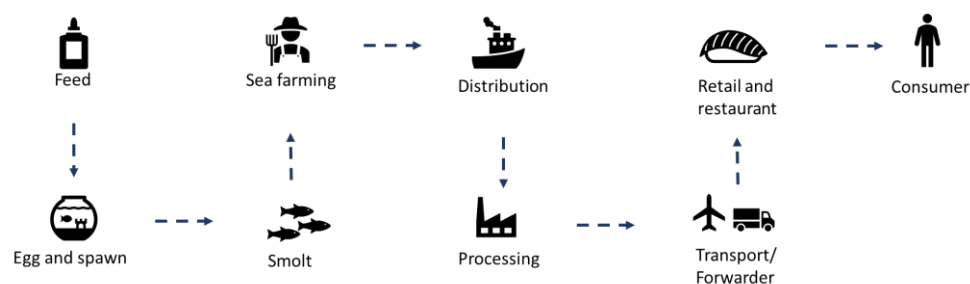 Feed
Sea farming
Distribution
Retail and
restaurant
Consumer
Egg and spawn
Smolt
Processing
Transport/
Forwarder